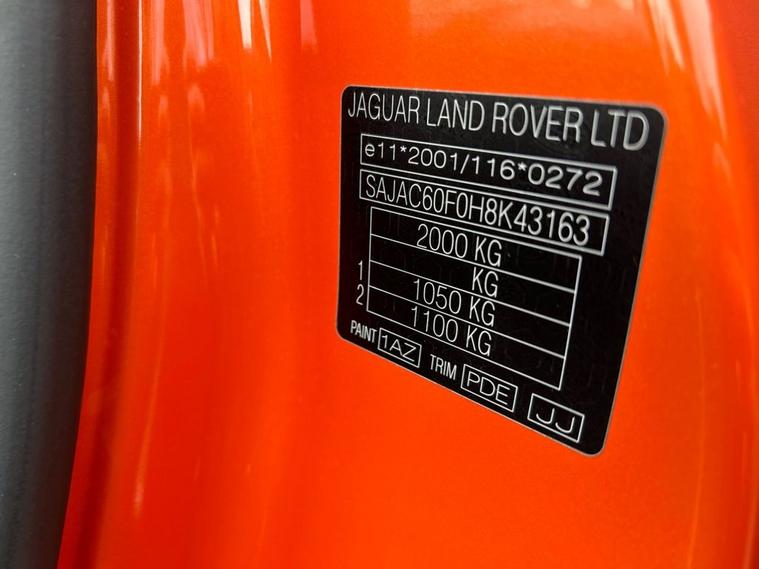 JAGUAR LAND ROVER LTD
e11*2001/116*0272
SAJAC60F0H8K43163
2000 KG
KG
1 1050 KG
2 1100 KG
PAINT 1AZ TRIM PDE JJ